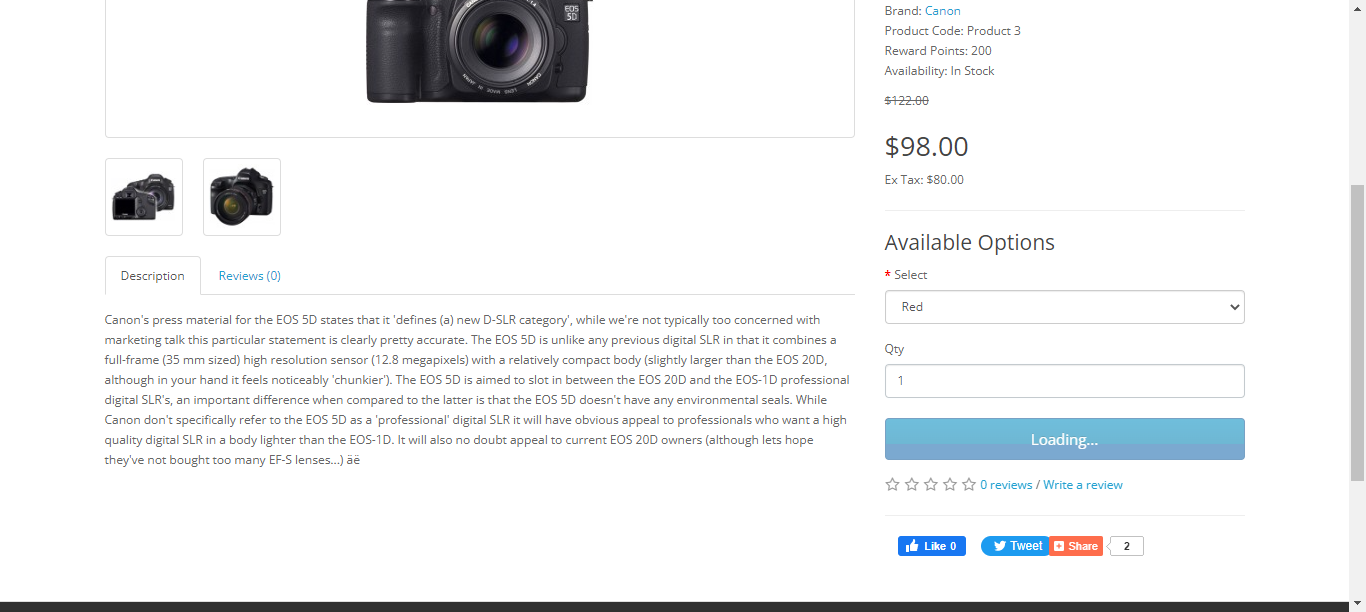 EOS
5D
CANON LENS MADE IN JAPAN
Brand: Canon
Product Code: Product 3
Reward Points: 200
Availability: In Stock
$122.00
$98.00
Ex Tax: $80.00
Available Options
* Select
Red
Qty
1
Loading...
0 reviews / Write a review
Like 0
Tweet
Share
2
Description
Reviews (0)
Canon's press material for the EOS 5D states that it 'defines (a) new D-SLR category', while we're not typically too concerned with
marketing talk this particular statement is clearly pretty accurate. The EOS 5D is unlike any previous digital SLR in that it combines a
full-frame (35 mm sized) high resolution sensor (12.8 megapixels) with a relatively compact body (slightly larger than the EOS 20D,
although in your hand it feels noticeably 'chunkier'). The EOS 5D is aimed to slot in between the EOS 20D and the EOS-1D professional
digital SLR's, an important difference when compared to the latter is that the EOS 5D doesn't have any environmental seals. While
Canon don't specifically refer to the EOS 5D as a 'professional' digital SLR it will have obvious appeal to professionals who want a high
quality digital SLR in a body lighter than the EOS-1D. It will also no doubt appeal to current EOS 20D owners (although lets hope
they've not bought too many EF-S lenses...) äë